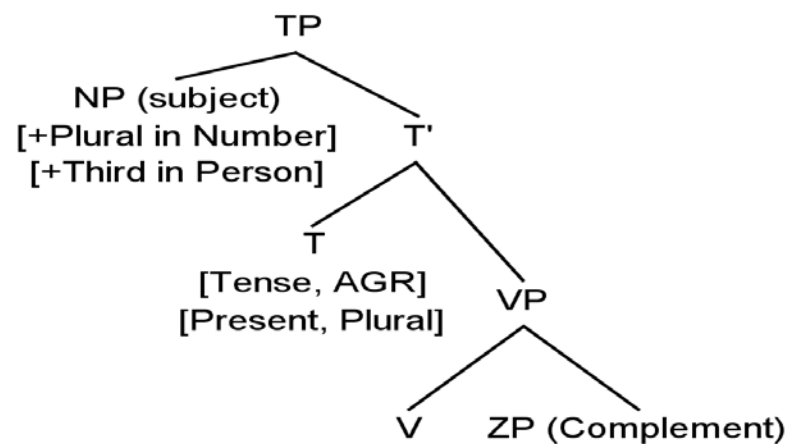 TP
NP (subject)
[+Plural in Number]
T'
[+Third in Person]
T
[Tense, AGR]
VP
[Present, Plural]
V ZP (Complement)